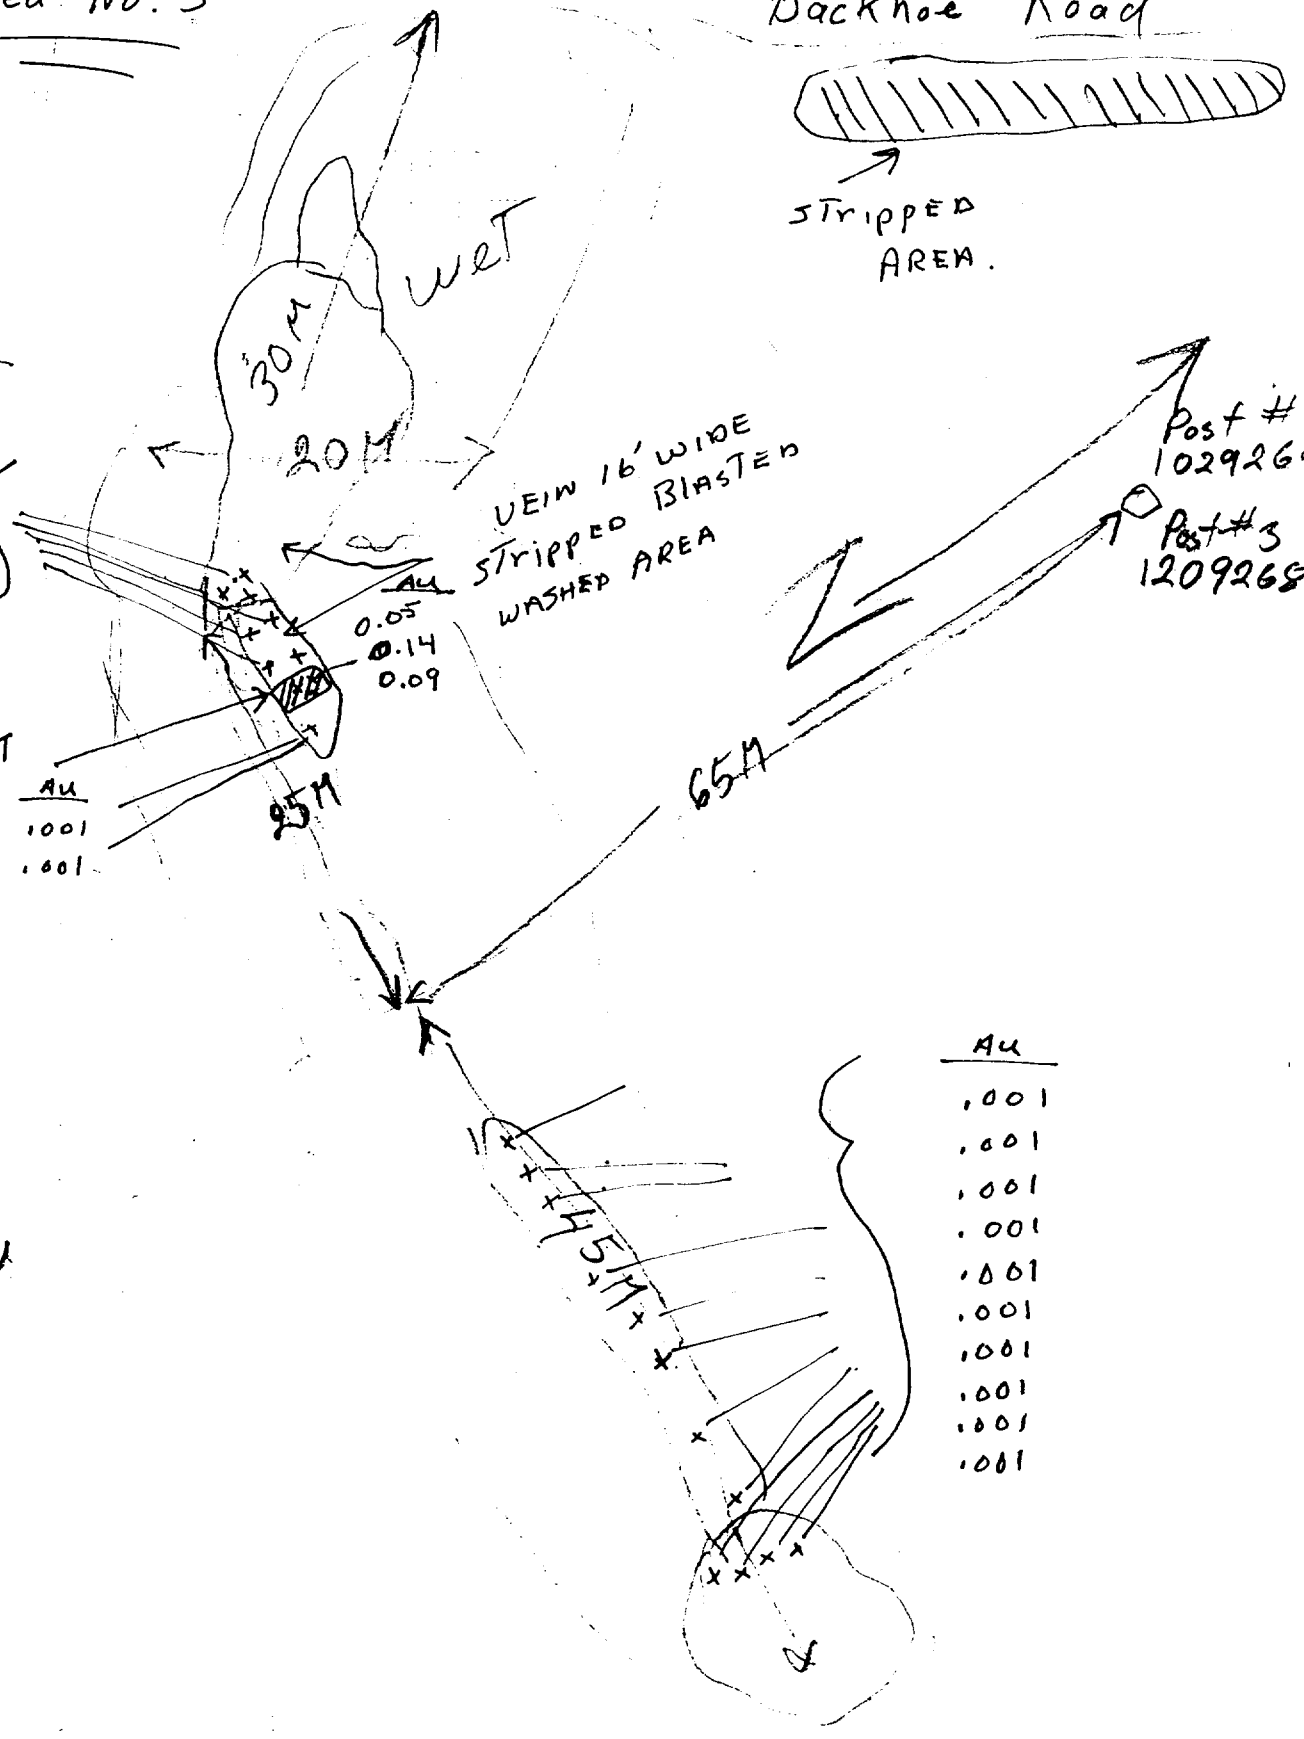 No. 3
Backhoe Road
STrippED
AREA.
WeT
30M
20M
VEIN 16' WIDE
STrippED BlASTED
WASHED AREA
Post #
Post #3
1209268
Au
0.05
0.14
0.09
65M
Au
.001
.001
25M
Au
.001
.001
.001
.001
.001
.001
.001
.001
.001
.001
45M